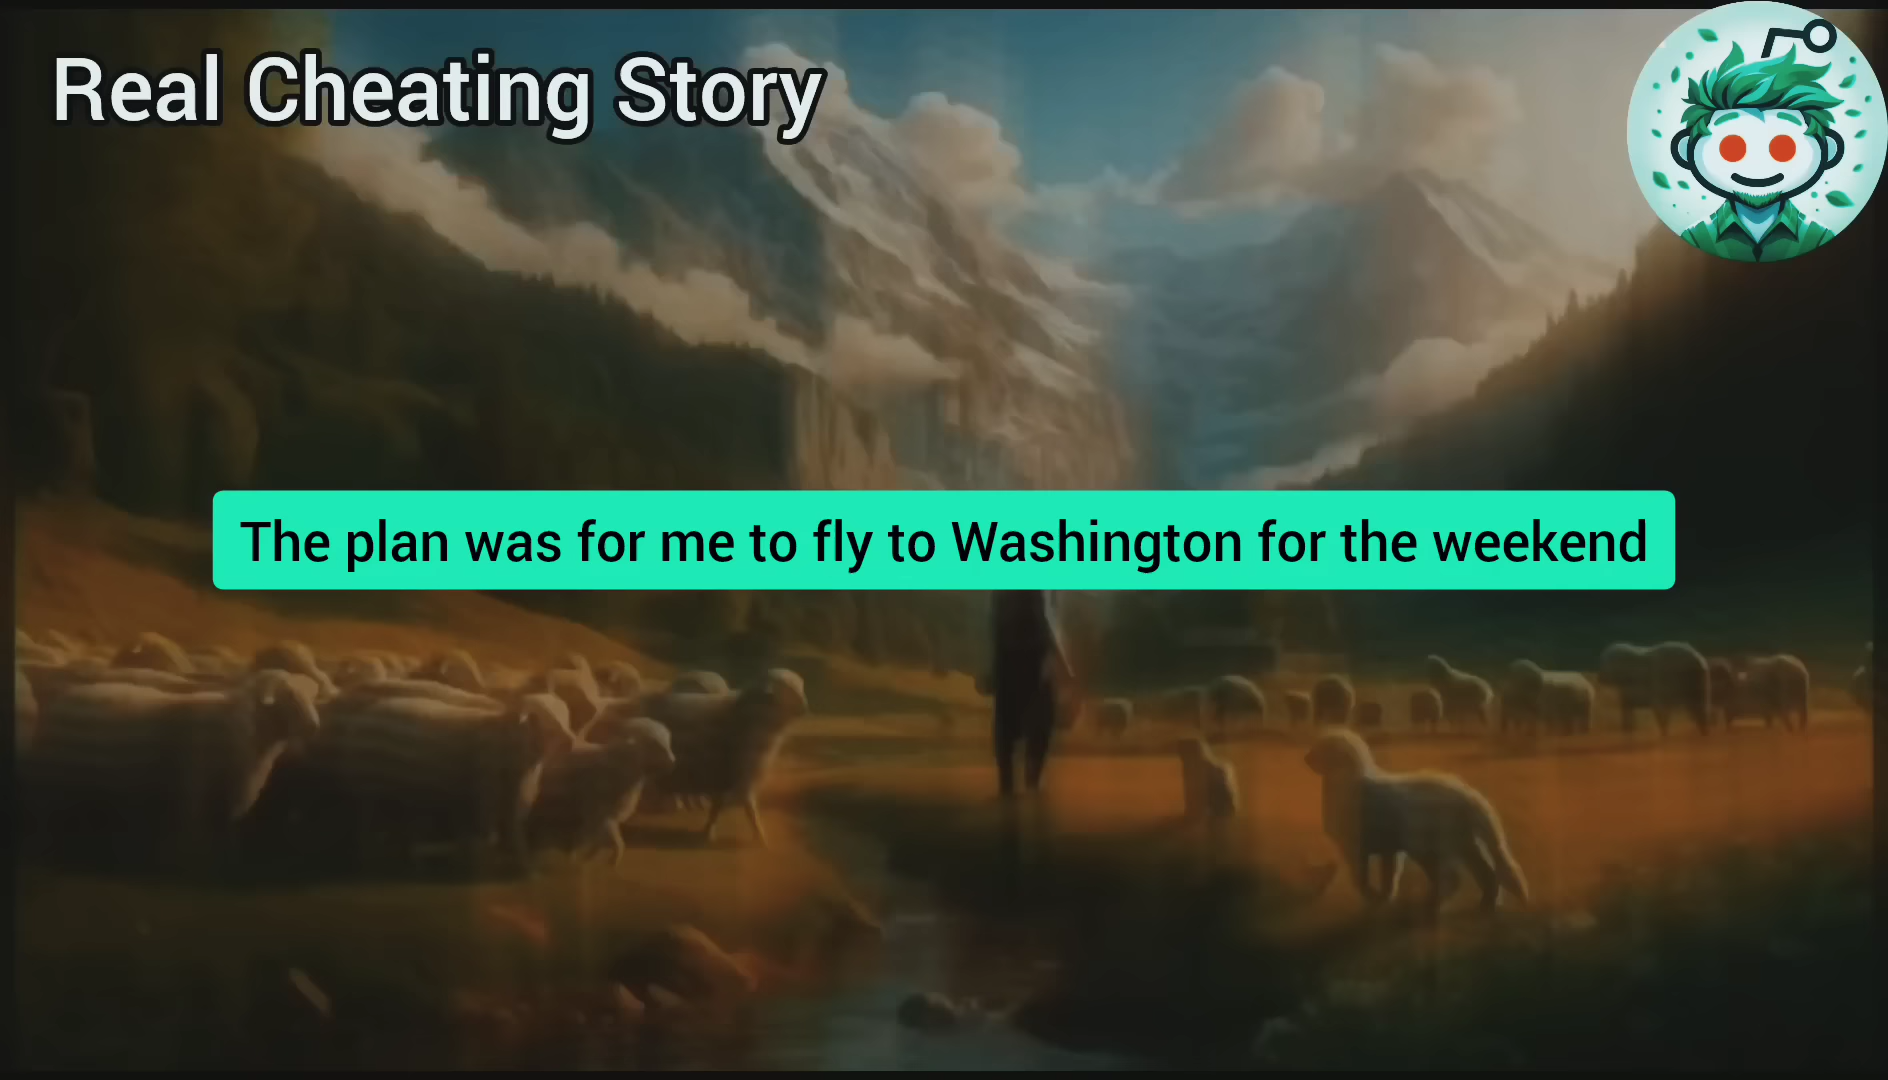 Real Cheating Story
The plan was for me to fly to Washington for the weekend